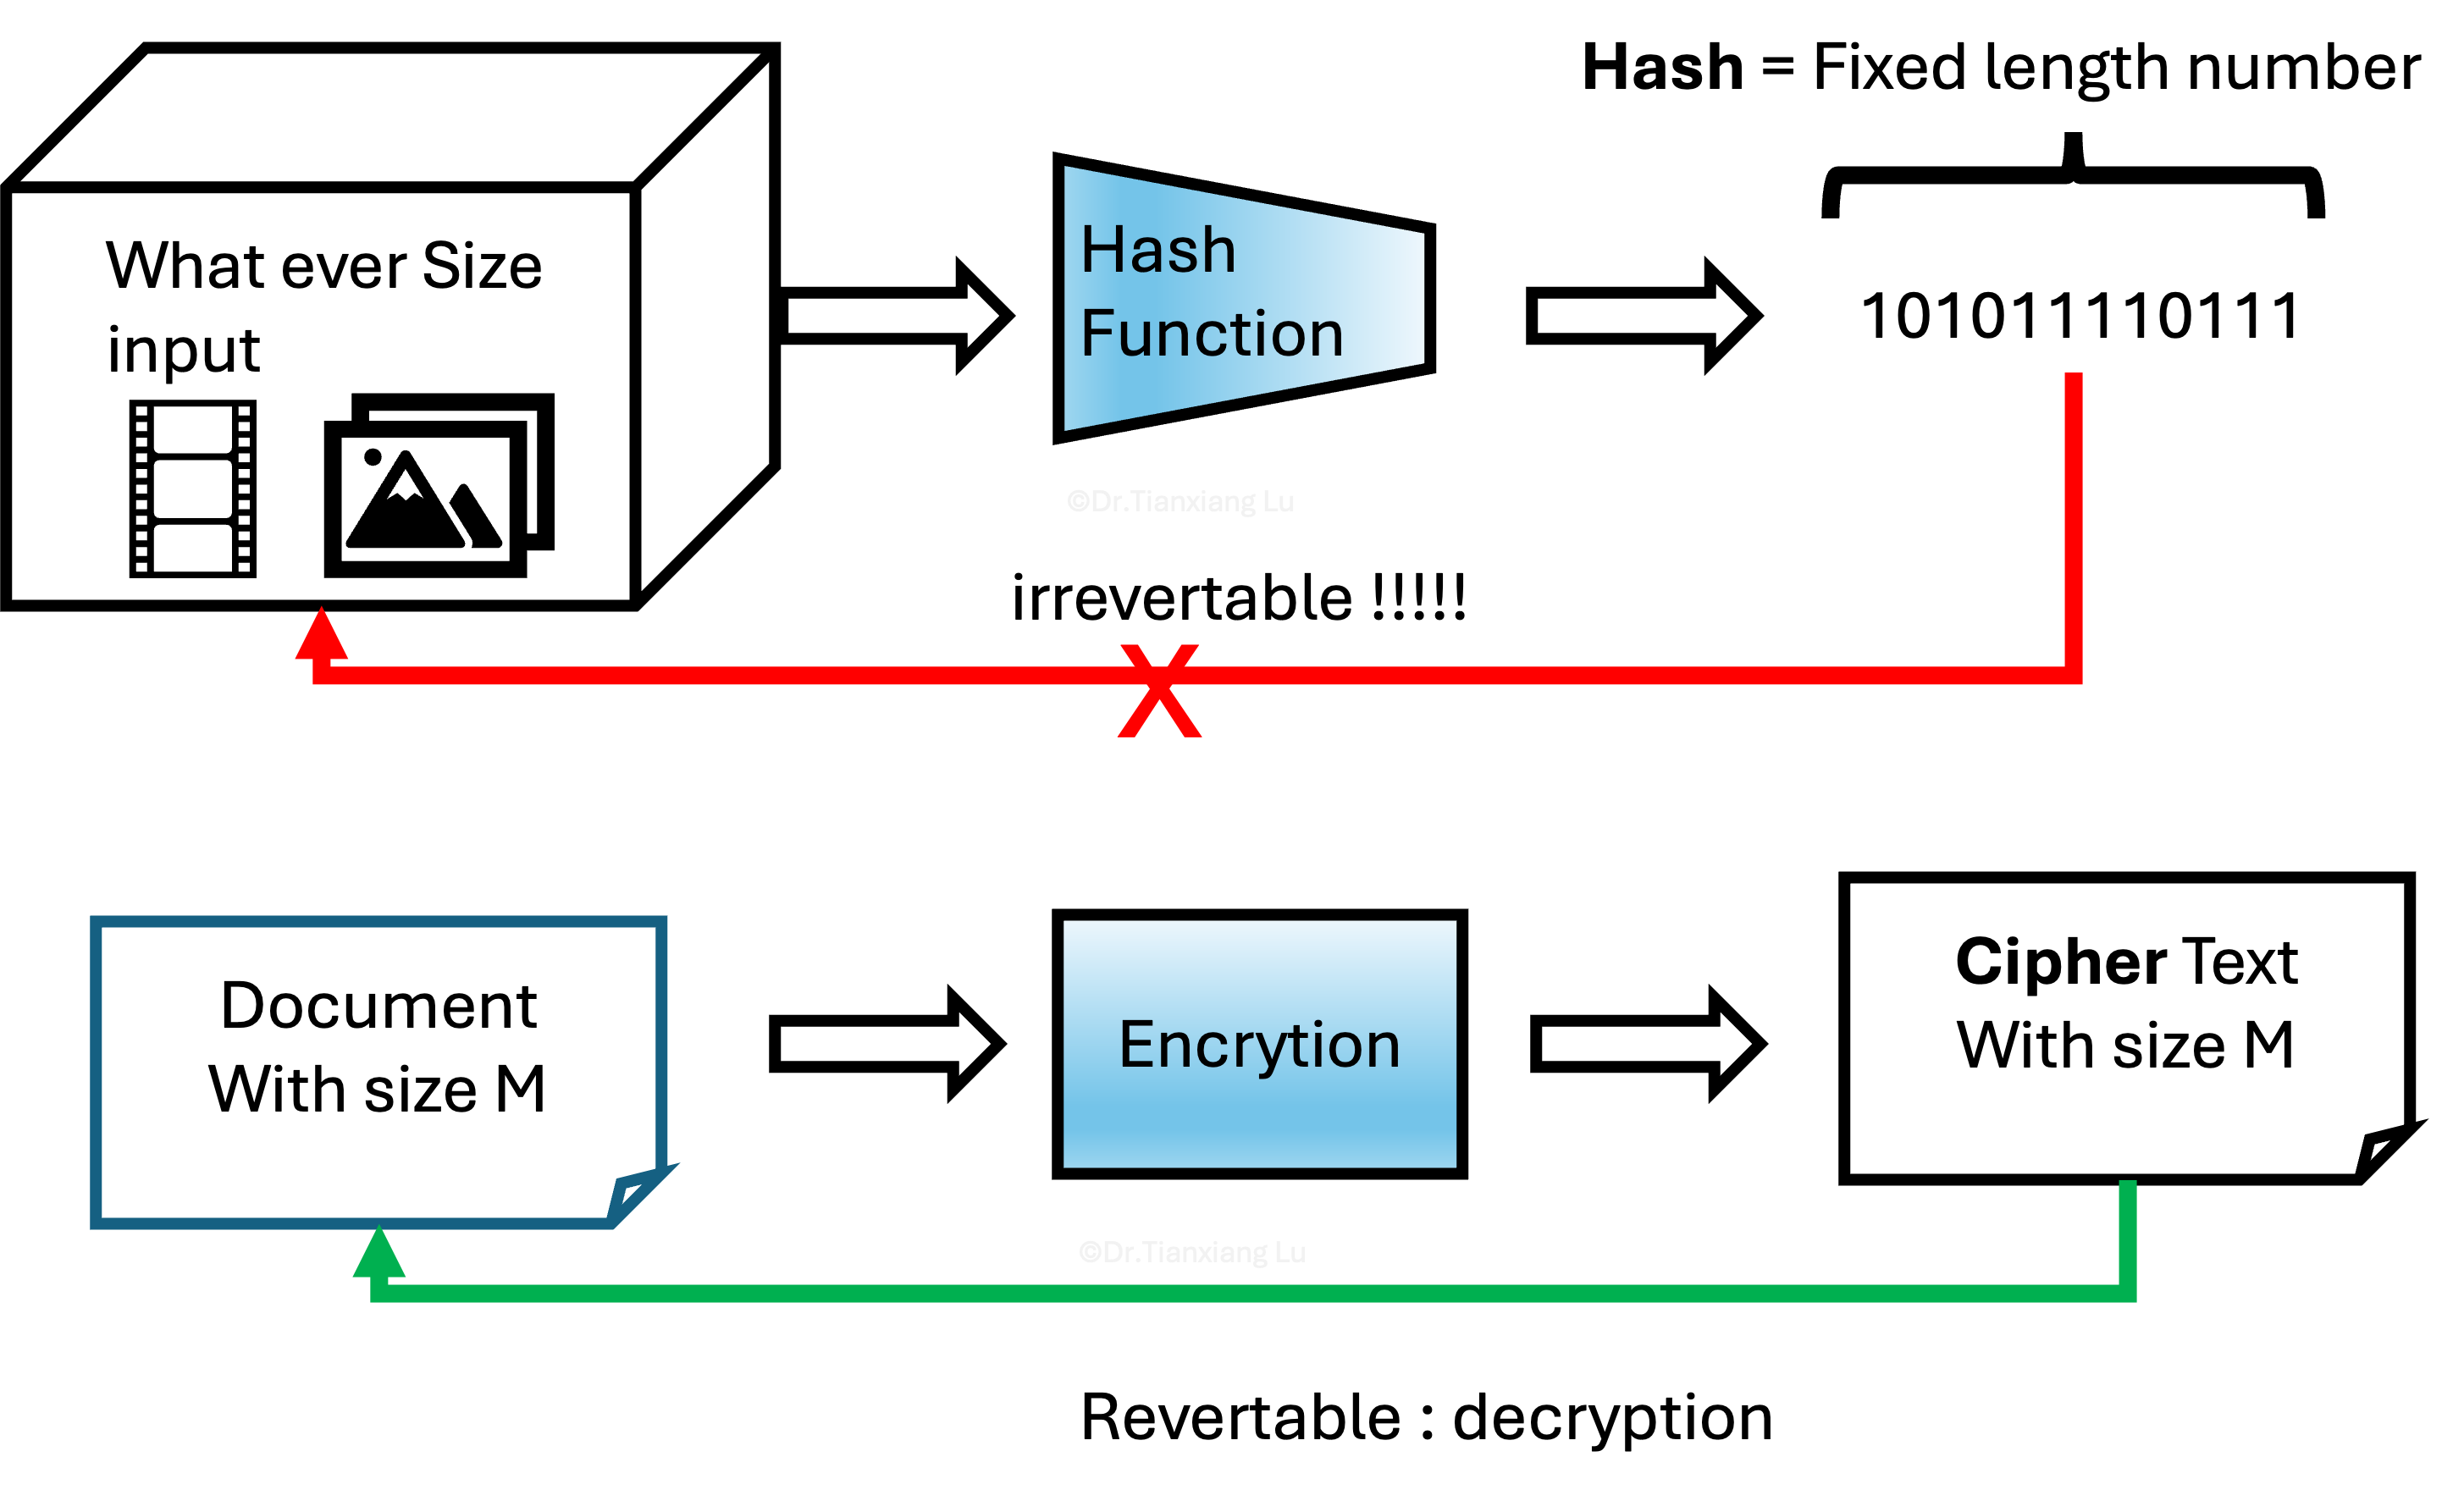 Hash = Fixed length number
What ever Size
input
Hash
Function
101011110111
©Dr.Tianxiang Lu
irrevertable !!!!!
X
Document
With size M
Encrytion
Cipher Text
With size M
©Dr.Tianxiang Lu
Revertable : decryption